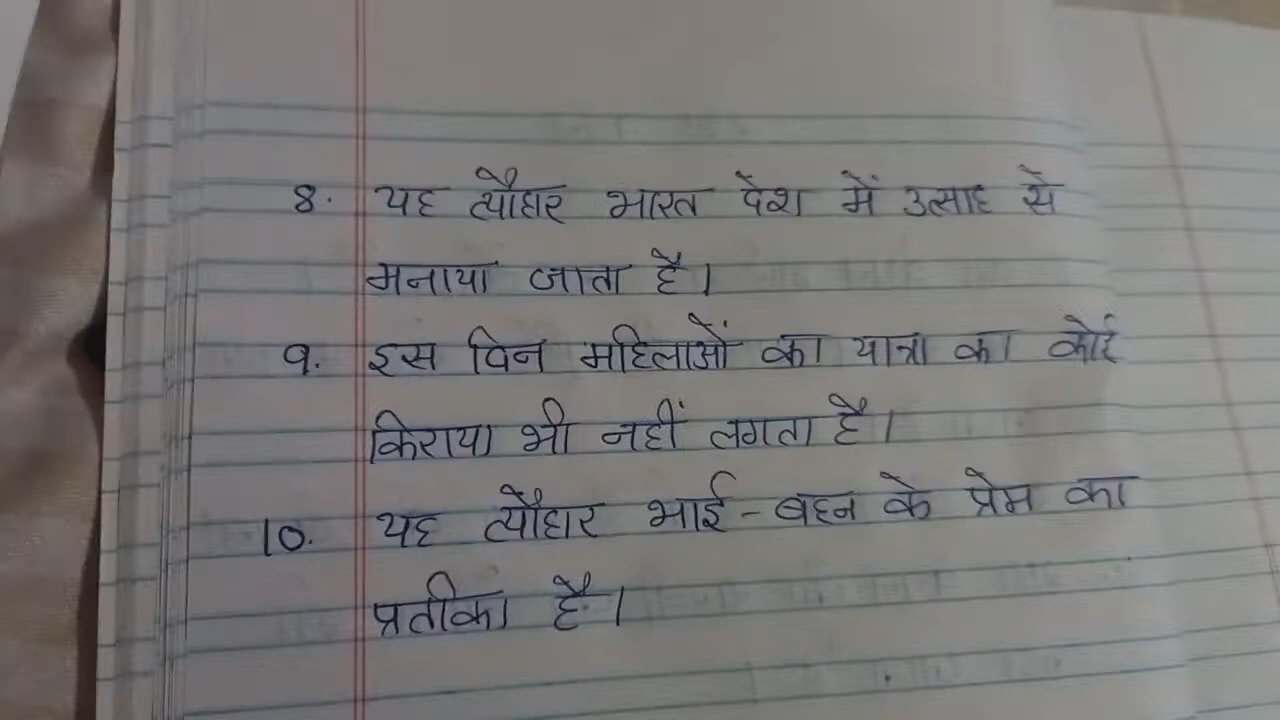 8. यह त्यौहार भारत देश में उत्साह से
मनाया जाता है।
9. इस दिन महिलाओं का यात्रा का कोई
किराया भी नहीं लगता है।
10. यह त्यौहार भाई-बहन के प्रेम का
प्रतीक है।